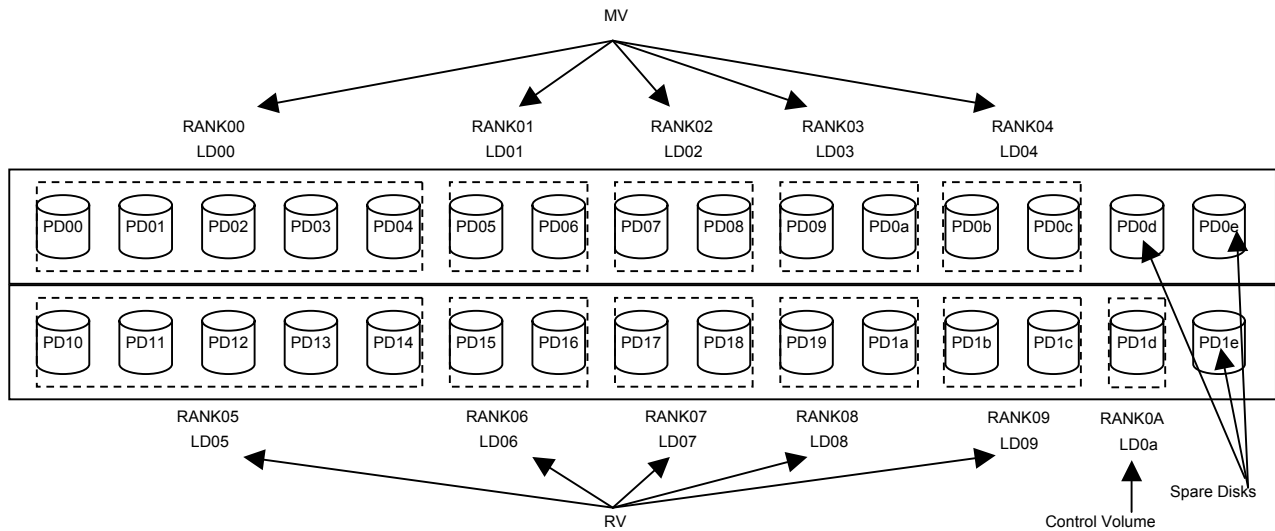 MV
RANK00 RANK01 RANK02 RANK03 RANK04
LD00 LD01 LD02 LD03 LD04
PD00 PD01 PD02 PD03 PD04 PD05 PD06 PD07 PD08 PD09 PD0a PD0b PD0c PD0d PD0e
PD10 PD11 PD12 PD13 PD14 PD15 PD16 PD17 PD18 PD19 PD1a PD1b PD1c PD1d PD1e
RANK05 RANK06 RANK07 RANK08 RANK09 RANK0A
LD05 LD06 LD07 LD08 LD09 LD0a
Spare Disks
RV Control Volume